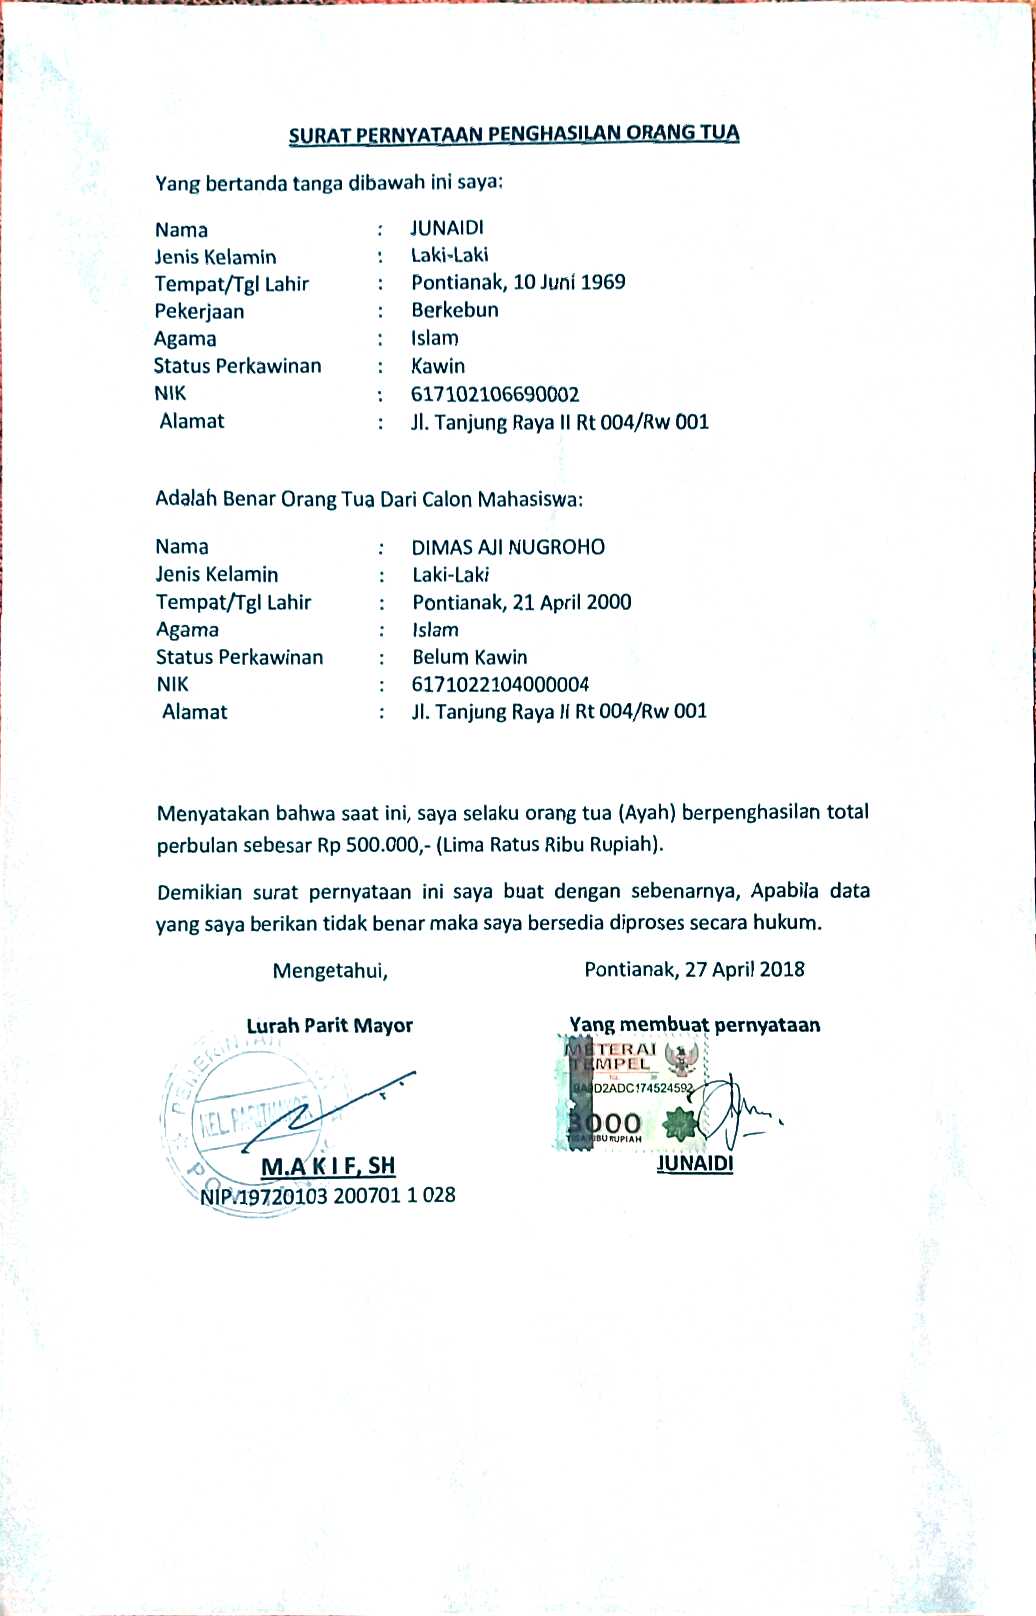 SURAT PERNYATAAN PENGHASILAN ORANG TUA
Yang bertanda tanga dibawah ini saya:
Nama : JUNAIDI
Jenis Kelamin : Laki-Laki
Tempat/Tgl Lahir : Pontianak, 10 Juni 1969
Pekerjaan : Berkebun
Agama : Islam
Status Perkawinan : Kawin
NIK : 617102106690002
Alamat : Jl. Tanjung Raya II Rt 004/Rw 001
Adalah Benar Orang Tua Dari Calon Mahasiswa:
Nama : DIMAS AJI NUGROHO
Jenis Kelamin : Laki-Laki
Tempat/Tgl Lahir : Pontianak, 21 April 2000
Agama : Islam
Status Perkawinan : Belum Kawin
NIK : 6171022104000004
Alamat : Jl. Tanjung Raya II Rt 004/Rw 001
Menyatakan bahwa saat ini, saya selaku orang tua (Ayah) berpenghasilan total
perbulan sebesar Rp 500.000,- (Lima Ratus Ribu Rupiah).
Demikian surat pernyataan ini saya buat dengan sebenarnya, Apabila data
yang saya berikan tidak benar maka saya bersedia diproses secara hukum.
Mengetahui, Pontianak, 27 April 2018
Lurah Parit Mayor Yang membuat pernyataan
PEMERINTAH
KEL. PARIT MAYOR
METERAI
TEMPEL
3000
RIBU RUPIAH
M.A K I F, SH JUNAIDI
NIP.19720103 200701 1 028